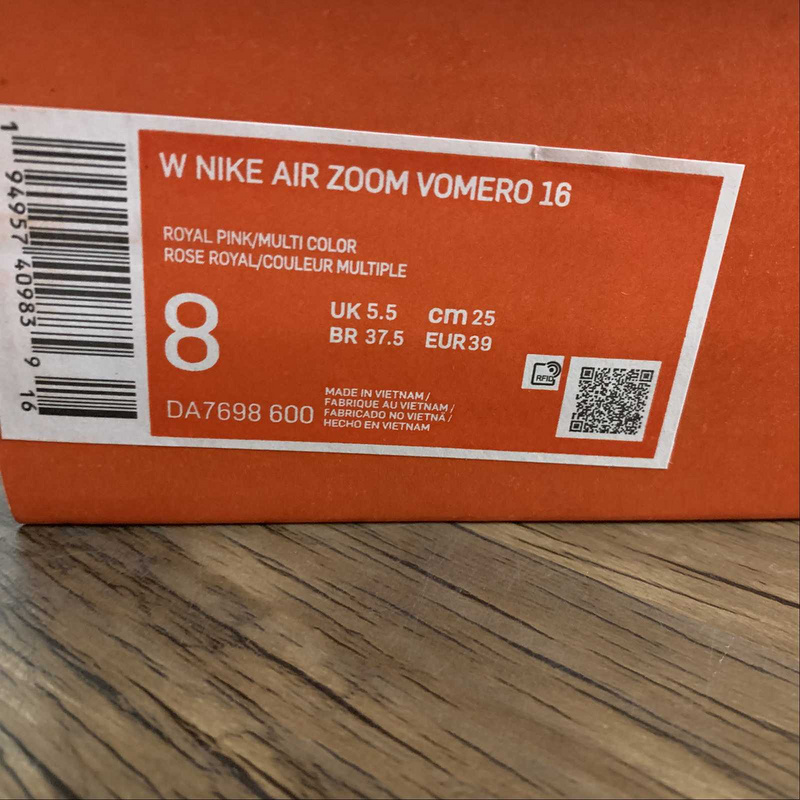 W NIKE AIR ZOOM VOMERO 16
ROYAL PINK/MULTI COLOR
ROSE ROYAL/COULEUR MULTIPLE
8
UK 5.5 cm 25
BR 37.5 EUR 39
DA7698 600
MADE IN VIETNAM /
FABRIQUE AU VIETNAM /
FABRICADO NO VIETNÃ /
HECHO EN VIETNAM
RFID
1 94957 40983 9 16